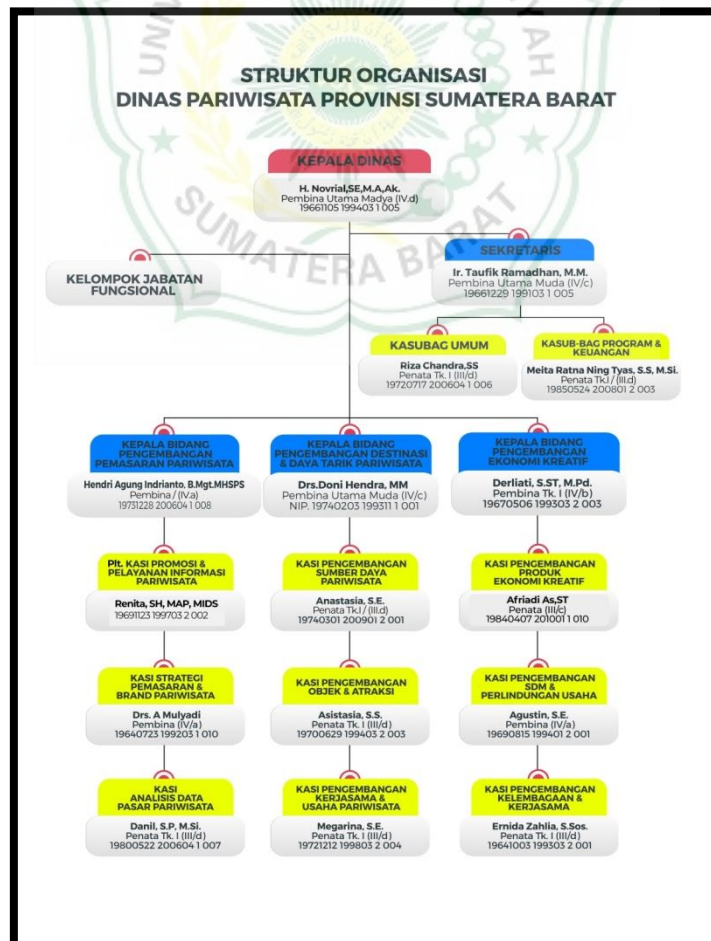 STRUKTUR ORGANISASI
DINAS PARIWISATA PROVINSI SUMATERA BARAT
KEPALA DINAS
H. Novrial,SE,M.A,Ak.
Pembina Utama Madya (IV.d)
19661105 199403 1 005
SUMATERA BARAT
KELOMPOK JABATAN
FUNGSIONAL
SEKRETARIS
Ir. Taufik Ramadhan, M.M.
Pembina Utama Muda (IV/c)
19661229 199103 1 005
KASUBAG UMUM
Riza Chandra,SS
Penata Tk. I (III/d)
19720717 200604 1 006
KASUB-BAG PROGRAM &
KEUANGAN
Meita Ratna Ning Tyas, S.S, M.Si.
Penata Tk.I / (III.d)
19850524 200801 2 003
KEPALA BIDANG
PENGEMBANGAN
PEMASARAN PARIWISATA
Hendri Agung Indrianto, B.Mgt.MHSPS
Pembina / (IV.a)
19731228 200604 1 008
KEPALA BIDANG
PENGEMBANGAN DESTINASI
& DAYA TARIK PARIWISATA
Drs.Doni Hendra, MM
Pembina Utama Muda (IV/c)
NIP. 19740203 199311 1 001
KEPALA BIDANG
PENGEMBANGAN
EKONOMI KREATIF
Derliati, S.ST, M.Pd.
Pembina Tk. I (IV/b)
19670506 199303 2 003
Plt. KASI PROMOSI &
PELAYANAN INFORMASI
PARIWISATA
Renita, SH, MAP, MIDS
19691123 199703 2 002
KASI PENGEMBANGAN
SUMBER DAYA
PARIWISATA
Anastasia, S.E.
Penata Tk.I / (III.d)
19740301 200901 2 001
KASI PENGEMBANGAN
PRODUK
EKONOMI KREATIF
Afriadi As,ST
Penata (III/c)
19840407 201001 1 010
KASI STRATEGI
PEMASARAN &
BRAND PARIWISATA
Drs. A Mulyadi
Pembina (IV/a)
19640723 199203 1 010
KASI PENGEMBANGAN
OBJEK & ATRAKSI
Asistasia, S.S.
Penata Tk. I (III/d)
19700629 199403 2 003
KASI PENGEMBANGAN
SDM &
PERLINDUNGAN USAHA
Agustin, S.E.
Pembina (IV/a)
19690815 199401 2 001
KASI
ANALISIS DATA
PASAR PARIWISATA
Danil, S.P, M.Si.
Penata Tk. I (III/d)
19800522 200604 1 007
KASI PENGEMBANGAN
KERJASAMA &
USAHA PARIWISATA
Megarina, S.E.
Penata Tk. I (III/d)
19721212 199803 2 004
KASI PENGEMBANGAN
KELEMBAGAAN &
KERJASAMA
Ernida Zahlia, S.Sos.
Penata Tk. I (III/d)
19641003 199303 2 001